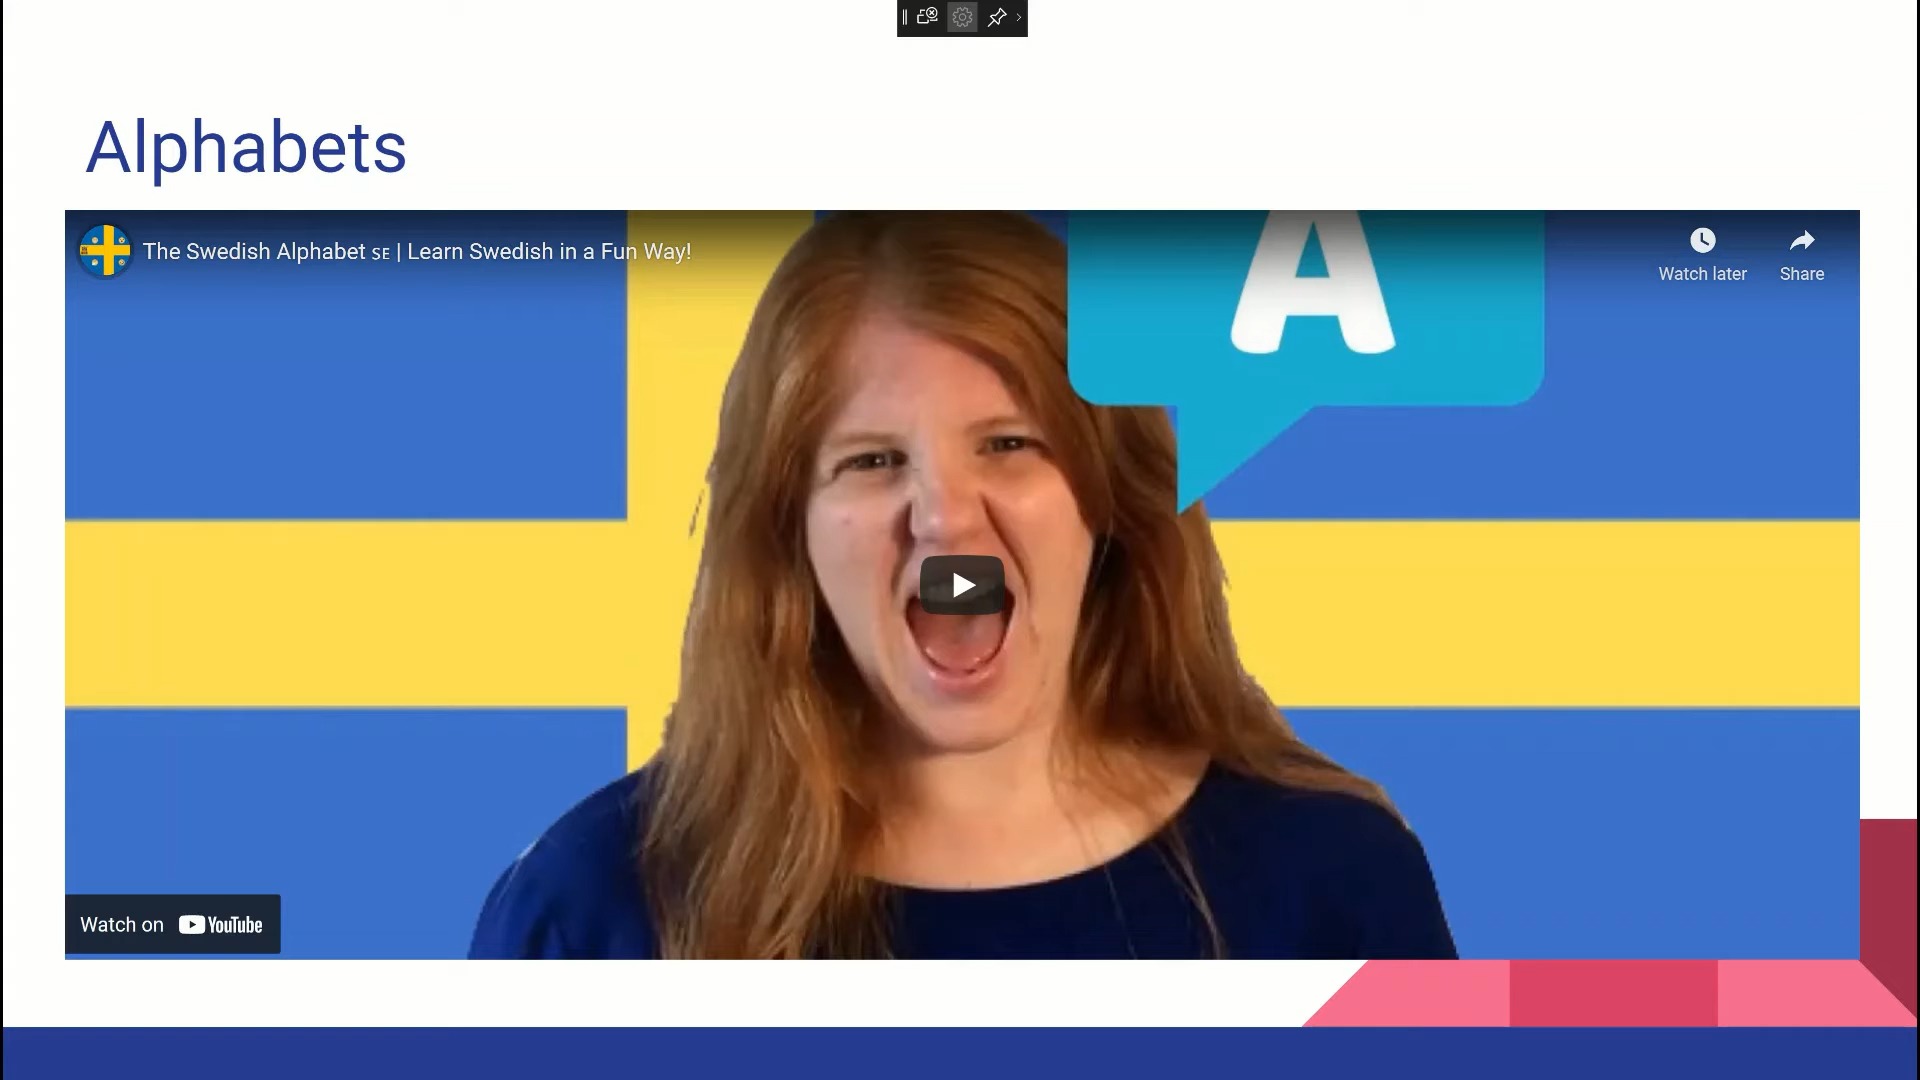 Alphabets
The Swedish Alphabet SE | Learn Swedish in a Fun Way!
A
Watch later
Share
Watch on YouTube